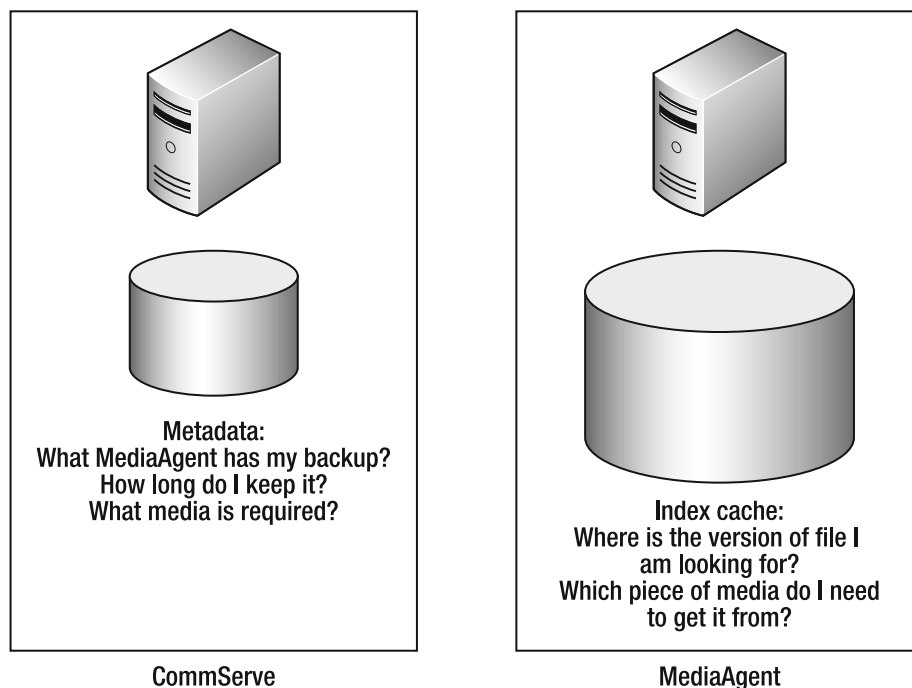 Metadata:
What MediaAgent has my backup?
How long do I keep it?
What media is required?
CommServe
Index cache:
Where is the version of file I
am looking for?
Which piece of media do I need
to get it from?
MediaAgent